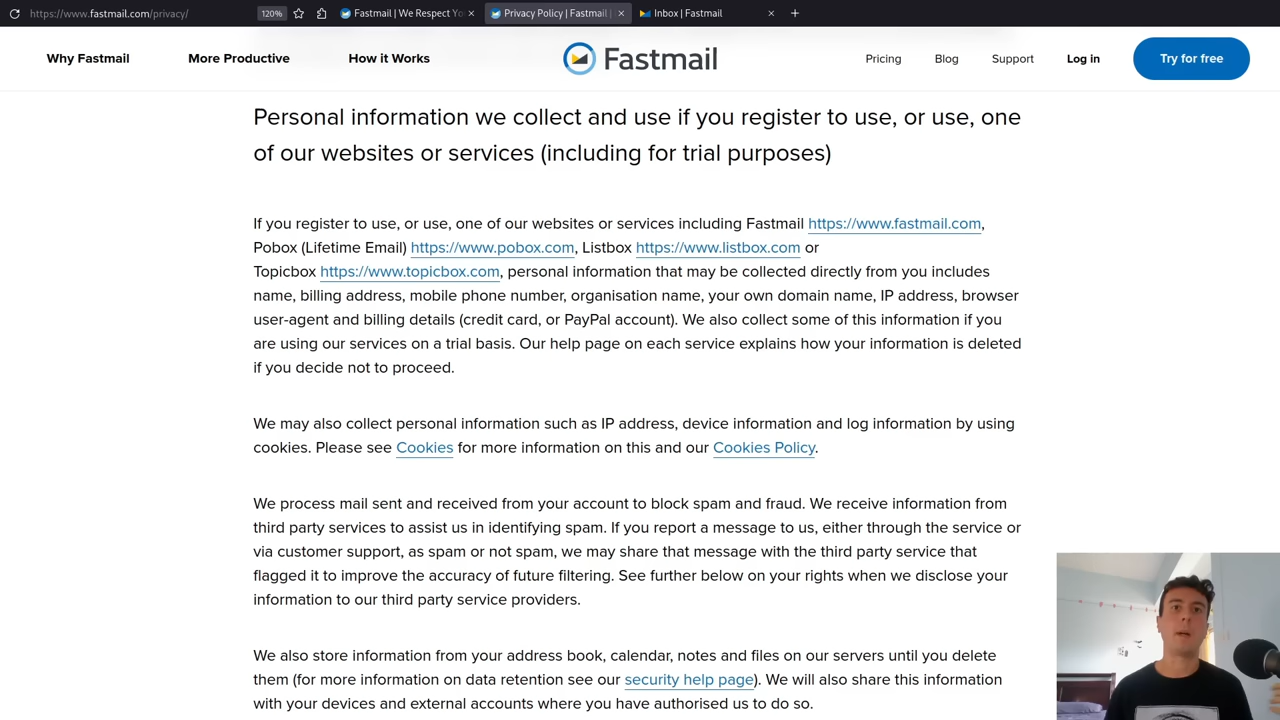 https://www.fastmail.com/privacy/
120%
Fastmail | We Respect Yo
Privacy Policy | Fastmail |
Inbox | Fastmail
Why Fastmail
More Productive
How it Works
Fastmail
Pricing
Blog
Support
Log in
Try for free
Personal information we collect and use if you register to use, or use, one
of our websites or services (including for trial purposes)
If you register to use, or use, one of our websites or services including Fastmail https://www.fastmail.com,
Pobox (Lifetime Email) https://www.pobox.com, Listbox https://www.listbox.com or
Topicbox https://www.topicbox.com, personal information that may be collected directly from you includes
name, billing address, mobile phone number, organisation name, your own domain name, IP address, browser
user-agent and billing details (credit card, or PayPal account). We also collect some of this information if you
are using our services on a trial basis. Our help page on each service explains how your information is deleted
if you decide not to proceed.
We may also collect personal information such as IP address, device information and log information by using
cookies. Please see Cookies for more information on this and our Cookies Policy.
We process mail sent and received from your account to block spam and fraud. We receive information from
third party services to assist us in identifying spam. If you report a message to us, either through the service or
via customer support, as spam or not spam, we may share that message with the third party service that
flagged it to improve the accuracy of future filtering. See further below on your rights when we disclose your
information to our third party service providers.
We also store information from your address book, calendar, notes and files on our servers until you delete
them (for more information on data retention see our security help page). We will also share this information
with your devices and external accounts where you have authorised us to do so.